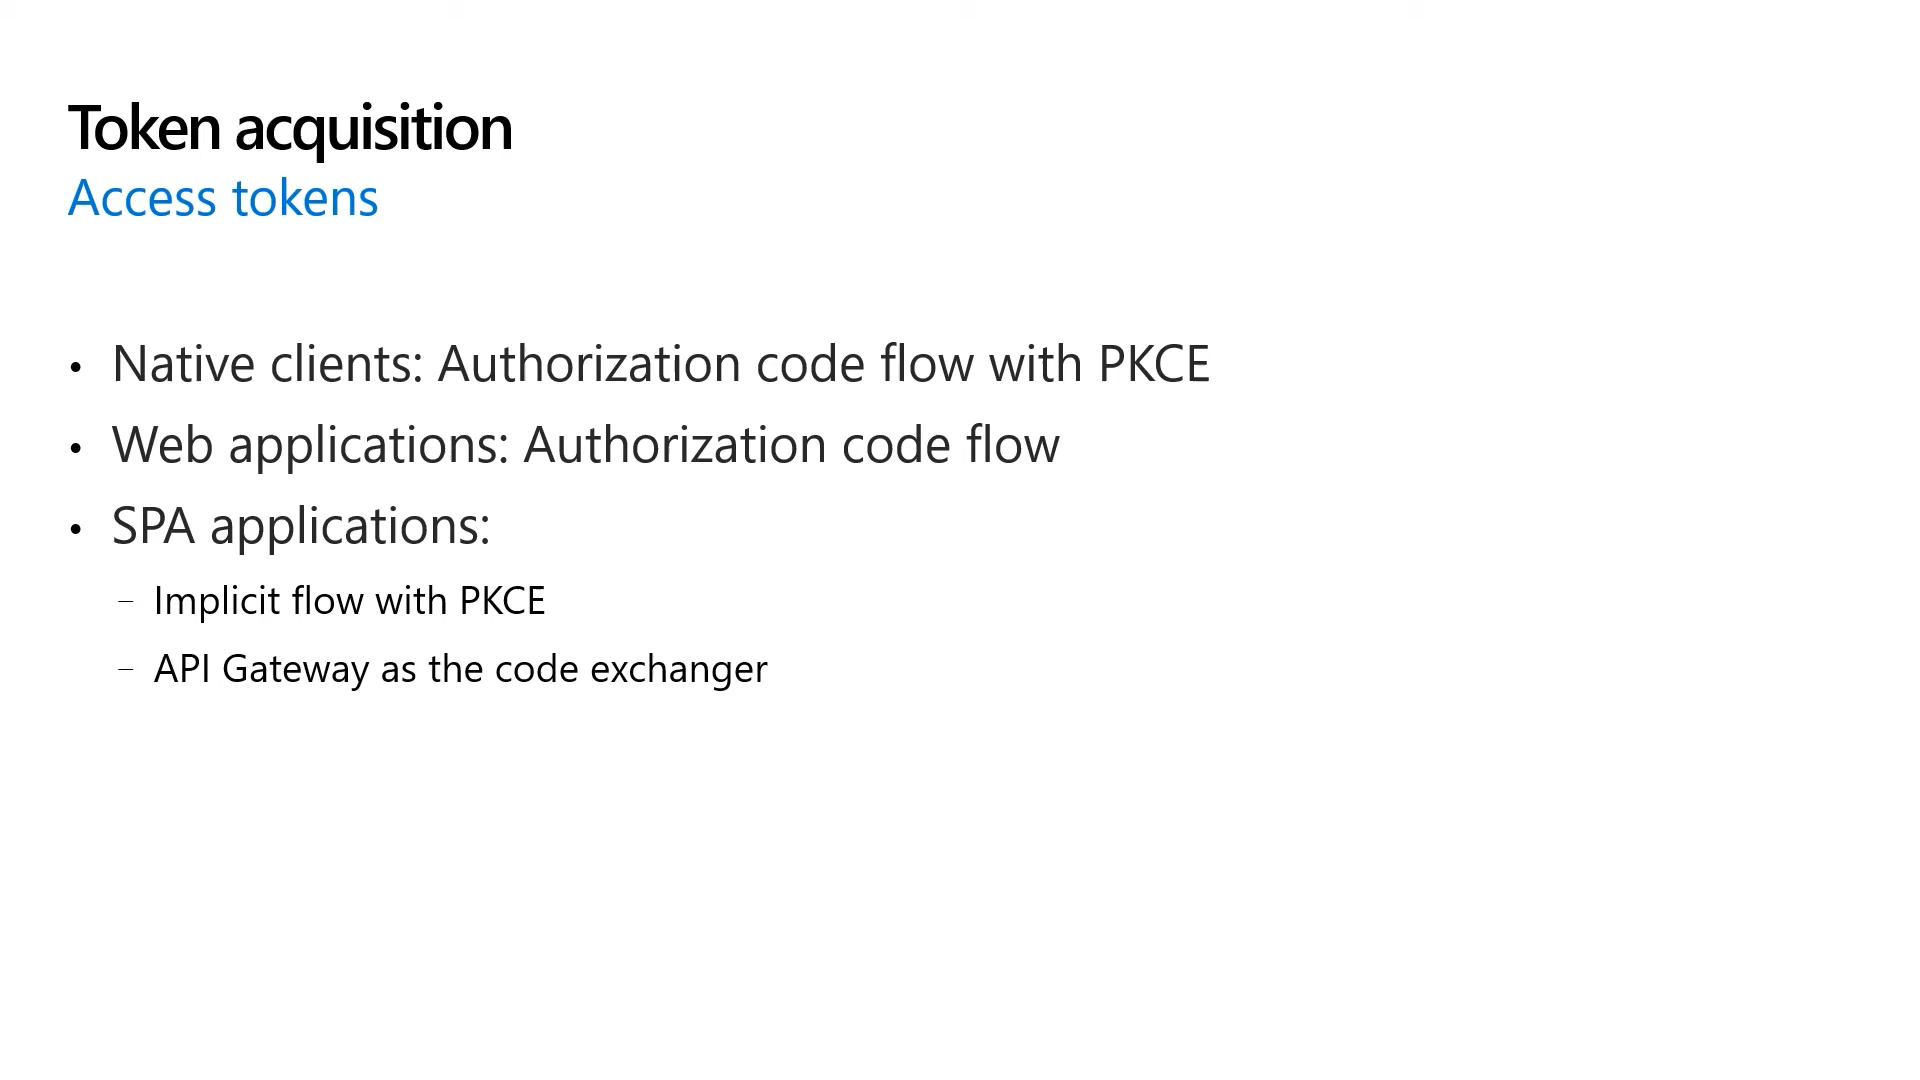 Token acquisition
Access tokens
• Native clients: Authorization code flow with PKCE
• Web applications: Authorization code flow
• SPA applications:
– Implicit flow with PKCE
– API Gateway as the code exchanger